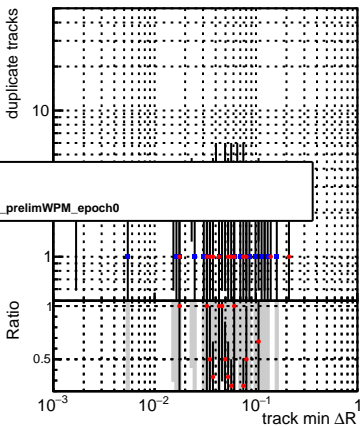 duplicate tracks
10
_prelimWPM_epoch0
1
Ratio
1
0.5
10⁻³ 10⁻² 10⁻¹ 1
track min ΔR